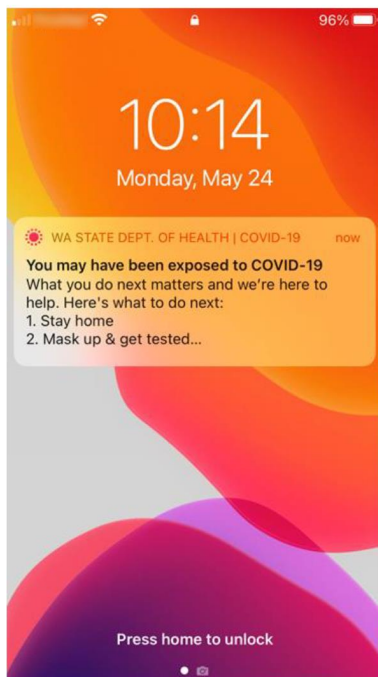 96%
10:14
Monday, May 24
WA STATE DEPT. OF HEALTH | COVID-19 now
You may have been exposed to COVID-19
What you do next matters and we're here to
help. Here's what to do next:
1. Stay home
2. Mask up & get tested...
Press home to unlock